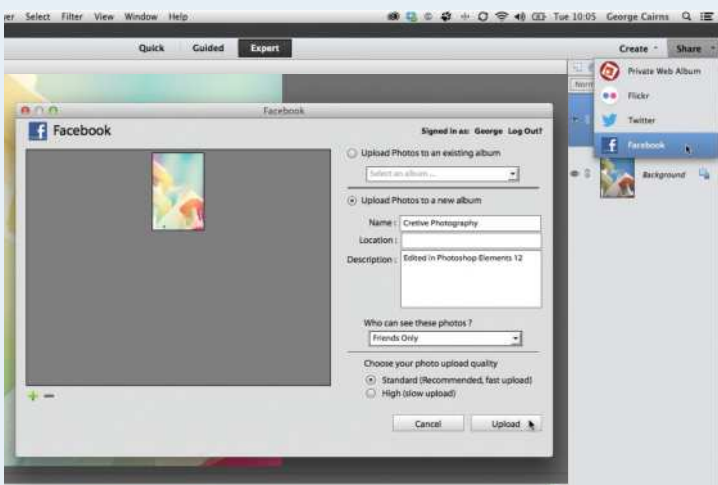 Select Filter View Window Help Tue 10:05 George Cairns
Quick Guided Expert Create Share
Private Web Album
Flickr
Twitter
Facebook
Background
Facebook
Facebook Signed in as: George Log Out?
Upload Photos to an existing album
Select an album ...
Upload Photos to a new album
Name : Cretive Photography
Location :
Description : Edited in Photoshop Elements 12
Who can see these photos ?
Friends Only
Choose your photo upload quality
Standard (Recommended, fast upload)
High (slow upload)
Cancel Upload